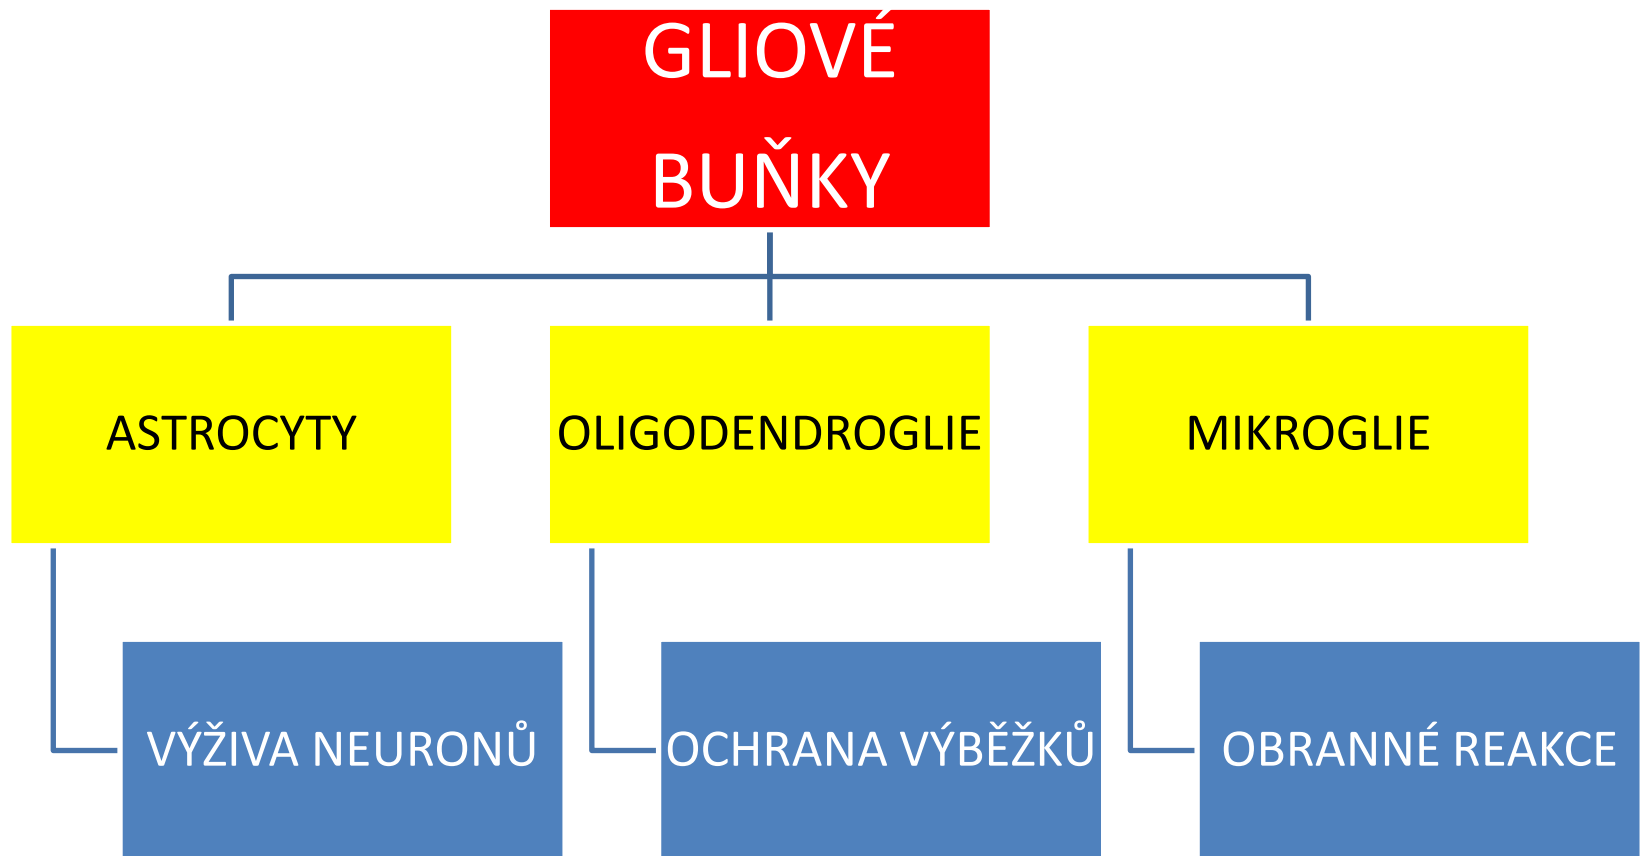 GLIOVÉ
BUŇKY
ASTROCYTY
OLIGODENDROGLIE
MIKROGLIE
VÝŽIVA NEURONŮ
OCHRANA VÝBĚŽKŮ
OBRANNÉ REAKCE